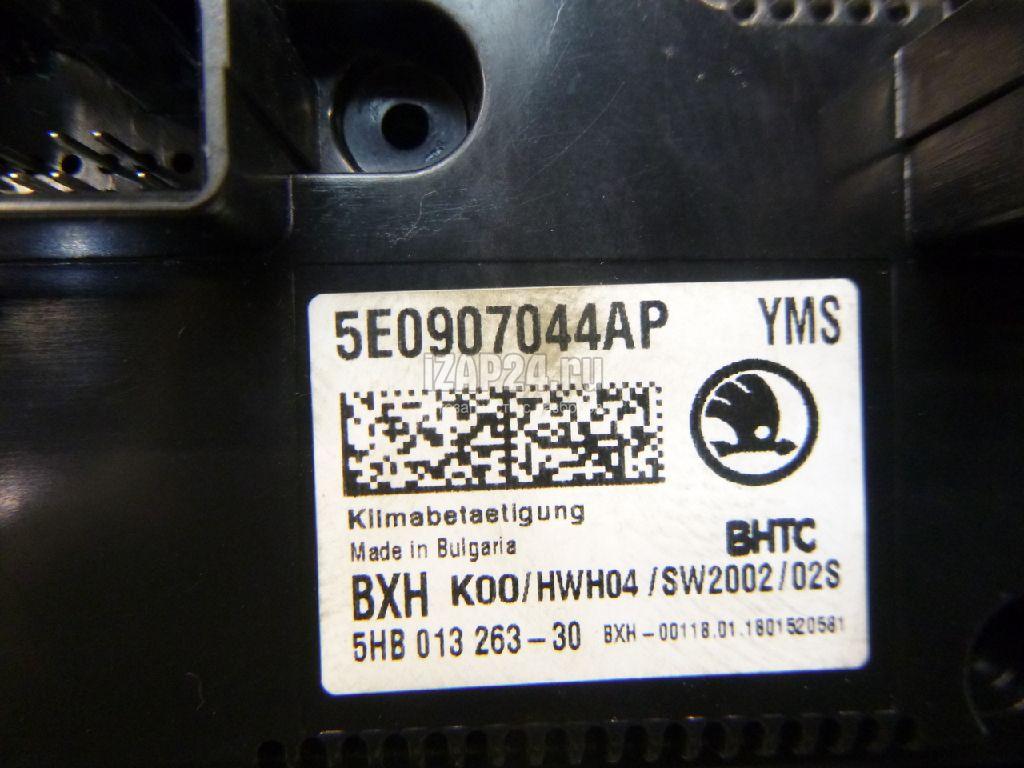 5E0907044AP YMS
iZAP24.ru
Klimabetaetigung
Made in Bulgaria
BHTC
BXH K00/HWH04/SW2002/02S
5HB 013 263-30 BXH-00118.01.1801520581